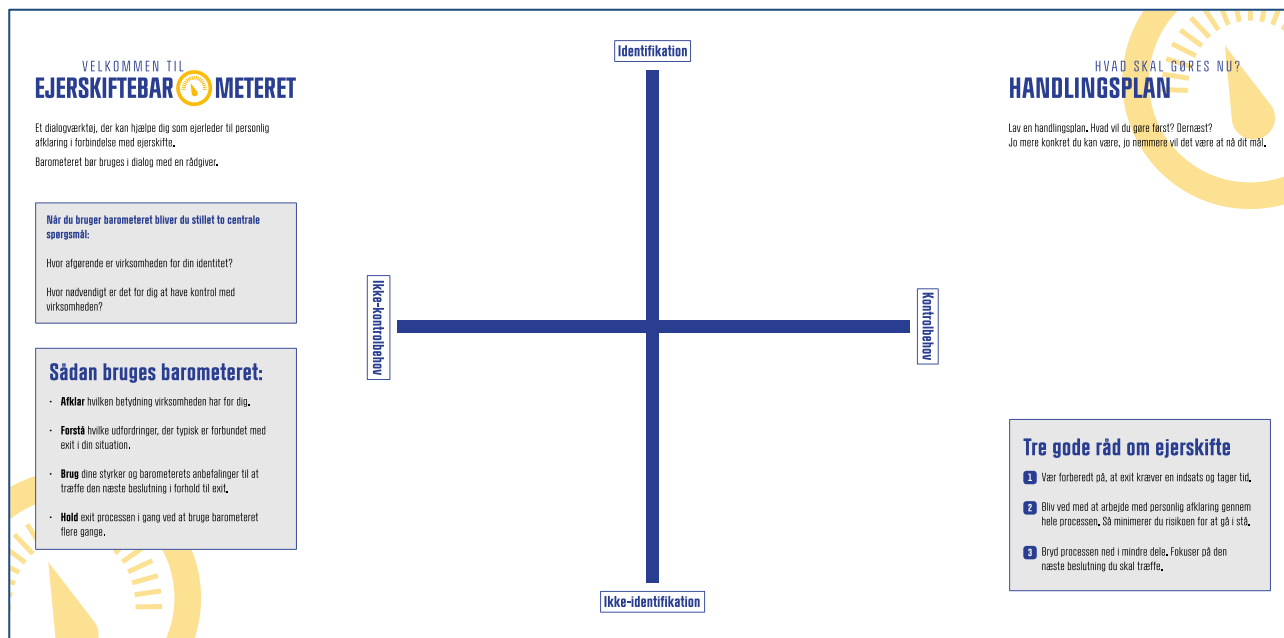 VELKOMMEN TIL
EJERSKIFTEBAROMETERET
Et dialogværktøj, der kan hjælpe dig som ejerleder til personlig
afklaring i forbindelse med ejerskifte.
Barometeret bør bruges i dialog med en rådgiver.
Når du bruger barometeret bliver du stillet to centrale
spørgsmål:
Hvor afgørende er virksomheden for din identitet?
Hvor nødvendigt er det for dig at have kontrol med
virksomheden?
Sådan bruges barometeret:
· Afklar hvilken betydning virksomheden har for dig.
· Forstå hvilke udfordringer, der typisk er forbundet med
exit i din situation.
· Brug dine styrker og barometerets anbefalinger til at
træffe den næste beslutning i forhold til exit.
· Hold exit processen i gang ved at bruge barometeret
flere gange.
Identifikation
Ikke-kontrolbehov
Kontrolbehov
Ikke-identifikation
HVAD SKAL GØRES NU?
HANDLINGSPLAN
Lav en handlingsplan. Hvad vil du gøre først? Dernæst?
Jo mere konkret du kan være, jo nemmere vil det være at nå dit mål.
Tre gode råd om ejerskifte
1 Vær forberedt på, at exit kræver en indsats og tager tid.
2 Bliv ved med at arbejde med personlig afklaring gennem
hele processen. Så minimerer du risikoen for at gå i stå.
3 Bryd processen ned i mindre dele. Fokuser på den
næste beslutning du skal træffe.